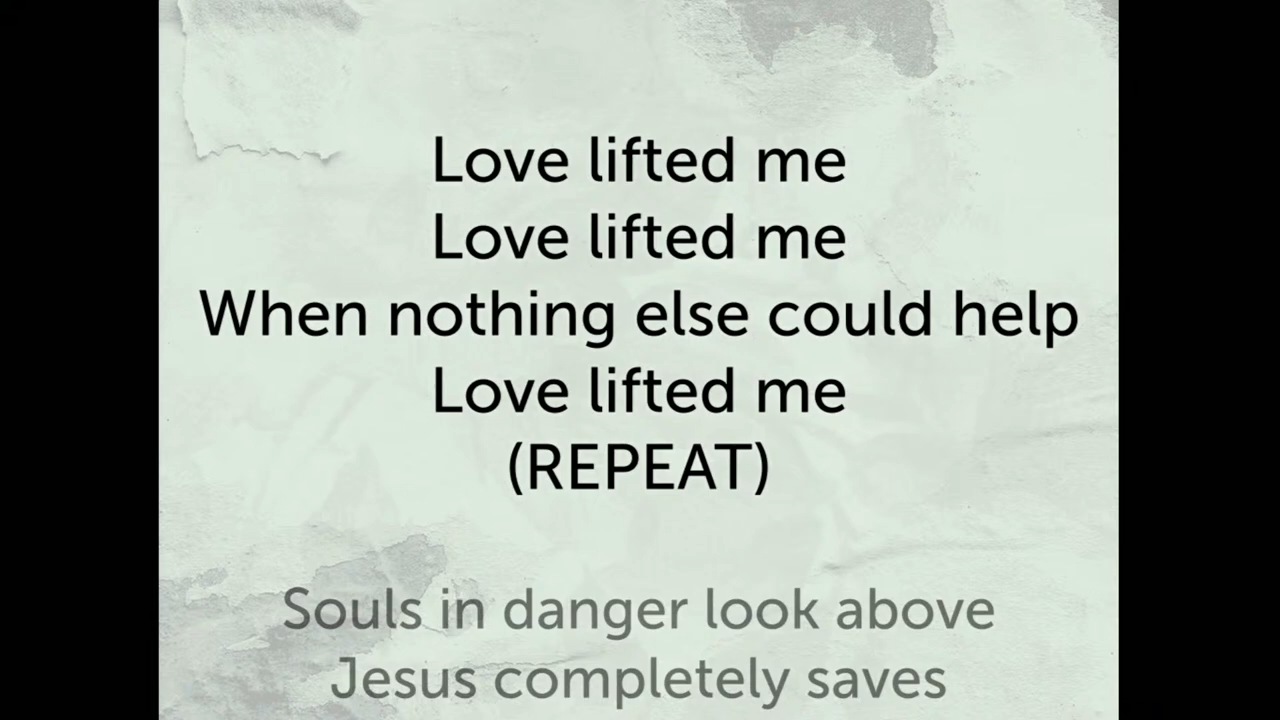 Love lifted me
Love lifted me
When nothing else could help
Love lifted me
(REPEAT)
Souls in danger look above
Jesus completely saves